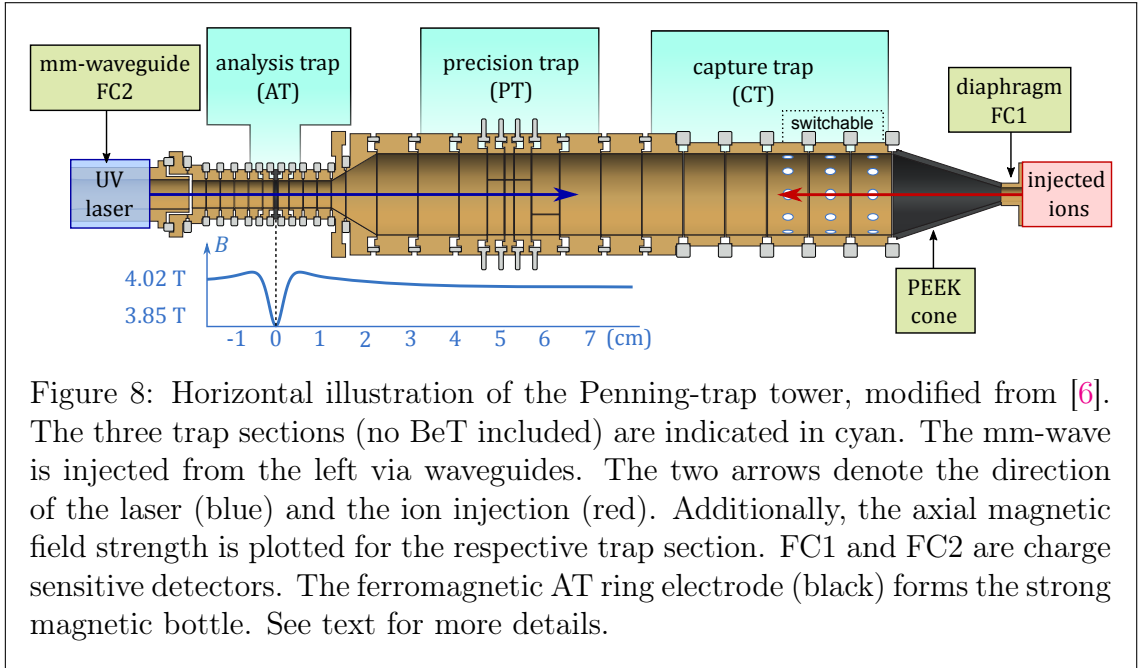 mm-waveguide
FC2
analysis trap
(AT)
precision trap
(PT)
capture trap
(CT)
switchable
diaphragm
FC1
UV
laser
injected
ions
PEEK
cone
B
4.02 T
3.85 T
-1 0 1 2 3 4 5 6 7 (cm)
Figure 8: Horizontal illustration of the Penning-trap tower, modified from [6].
The three trap sections (no BeT included) are indicated in cyan. The mm-wave
is injected from the left via waveguides. The two arrows denote the direction
of the laser (blue) and the ion injection (red). Additionally, the axial magnetic
field strength is plotted for the respective trap section. FC1 and FC2 are charge
sensitive detectors. The ferromagnetic AT ring electrode (black) forms the strong
magnetic bottle. See text for more details.